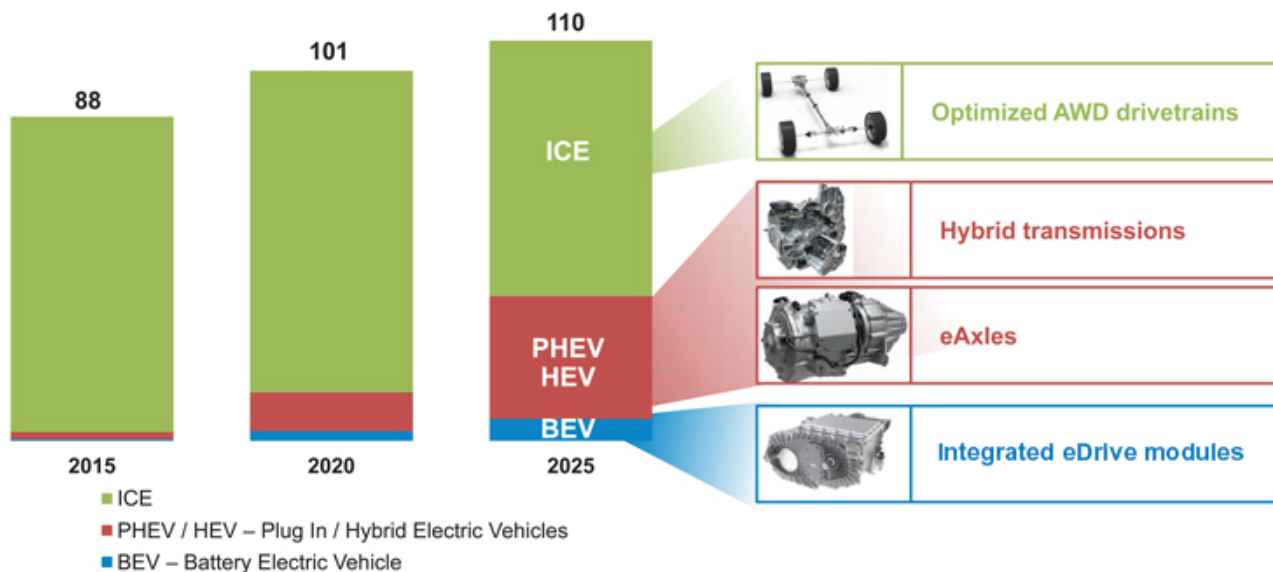 88
101
110
ICE
PHEV
HEV
BEV
2015
2020
2025
Optimized AWD drivetrains
Hybrid transmissions
eAxles
Integrated eDrive modules
ICE
PHEV / HEV – Plug In / Hybrid Electric Vehicles
BEV – Battery Electric Vehicle